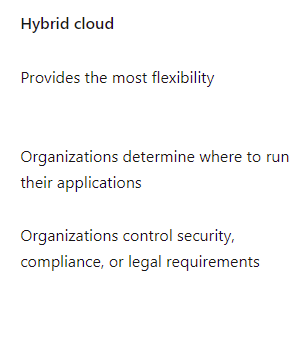 Hybrid cloud
Provides the most flexibility
Organizations determine where to run
their applications
Organizations control security,
compliance, or legal requirements